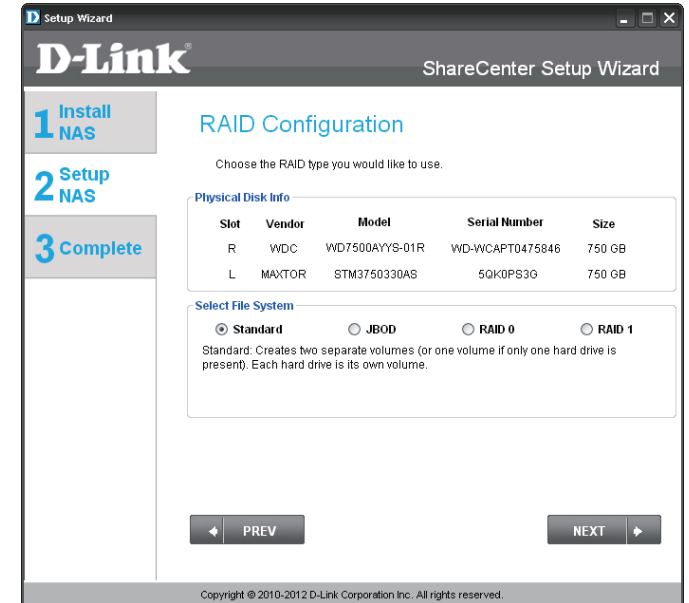 Setup Wizard
D-Link®
ShareCenter Setup Wizard
1 Install
NAS
2 Setup
NAS
3 Complete
RAID Configuration
Choose the RAID type you would like to use.
Physical Disk Info
Slot Vendor Model Serial Number Size
R WDC WD7500AYYS-01R WD-WCAPT0475846 750 GB
L MAXTOR STM3750330AS 5QK0PS3G 750 GB
Select File System
Standard JBOD RAID 0 RAID 1
Standard: Creates two separate volumes (or one volume if only one hard drive is
present). Each hard drive is its own volume.
PREV NEXT
Copyright © 2010-2012 D-Link Corporation Inc. All rights reserved.